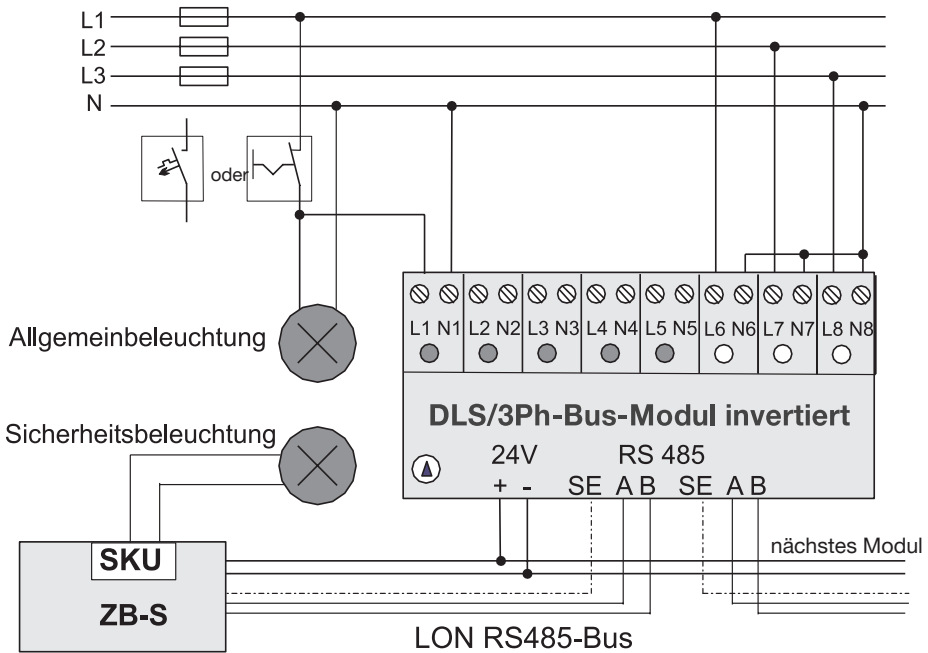 L1
L2
L3
N
oder
L1 N1 L2 N2 L3 N3 L4 N4 L5 N5 L6 N6 L7 N7 L8 N8
Allgemeinbeleuchtung
DLS/3Ph-Bus-Modul invertiert
Sicherheitsbeleuchtung
24V RS 485
+ - SE A B SE A B
nächstes Modul
SKU
ZB-S
LON RS485-Bus